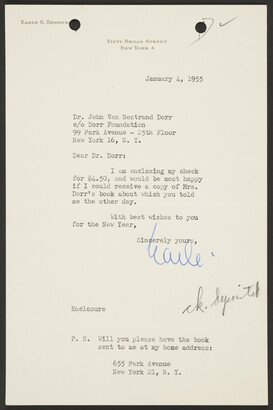 EARLE S. THOMPSON
FIFTY BROAD STREET
NEW YORK 4
January 4, 1955
Dr. John Van Nostrand Dorr
c/o Dorr Foundation
99 Park Avenue - 25th Floor
New York 16, N. Y.
Dear Dr. Dorr:
I am enclosing my check
for $4.50, and would be most happy
if I could receive a copy of Mrs.
Dorr's book about which you told
me the other day.
With best wishes to you
for the New Year,
Sincerely yours,
Earle
ck. deposited
Enclosure
P. S. Will you please have the book
sent to me at my home address:
655 Park Avenue
New York 21, N. Y.